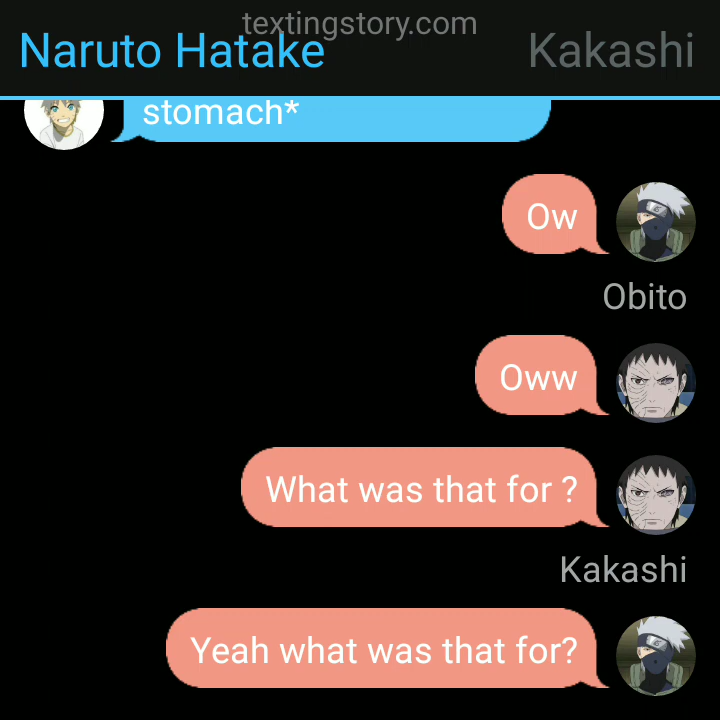 textingstory.com
Naruto Hatake
Kakashi
stomach*
Ow
Obito
Oww
What was that for ?
Kakashi
Yeah what was that for?